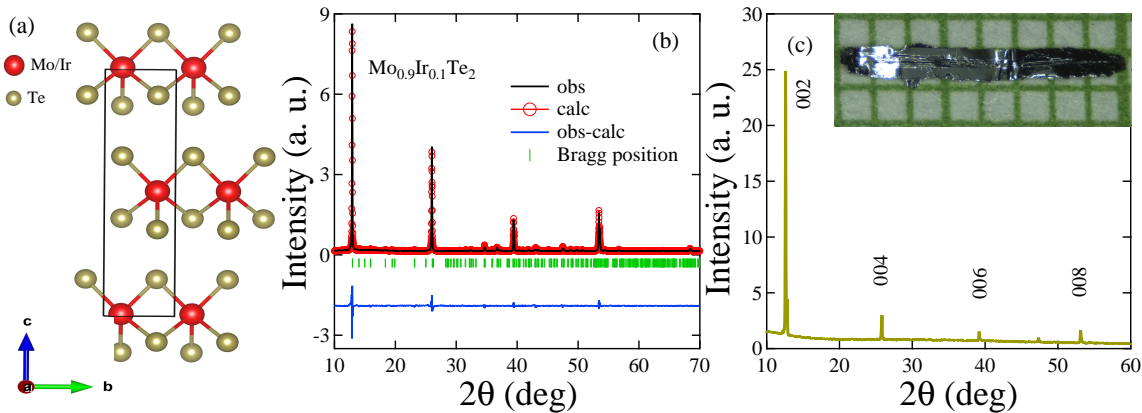 (a)
Mo/Ir
Te
c
a
b
(b)
Mo0.9Ir0.1Te2
obs
calc
obs-calc
Bragg position
Intensity (a. u.)
9
6
3
0
-3
10 20 30 40 50 60 70
2θ (deg)
(c)
002
004
006
008
Intensity (a. u.)
30
25
20
15
10
5
0
10 20 30 40 50 60
2θ (deg)